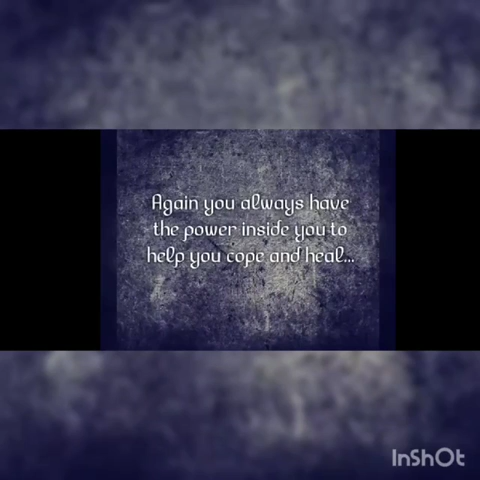 Again you always have
the power inside you to
help you cope and heal...
InShOt